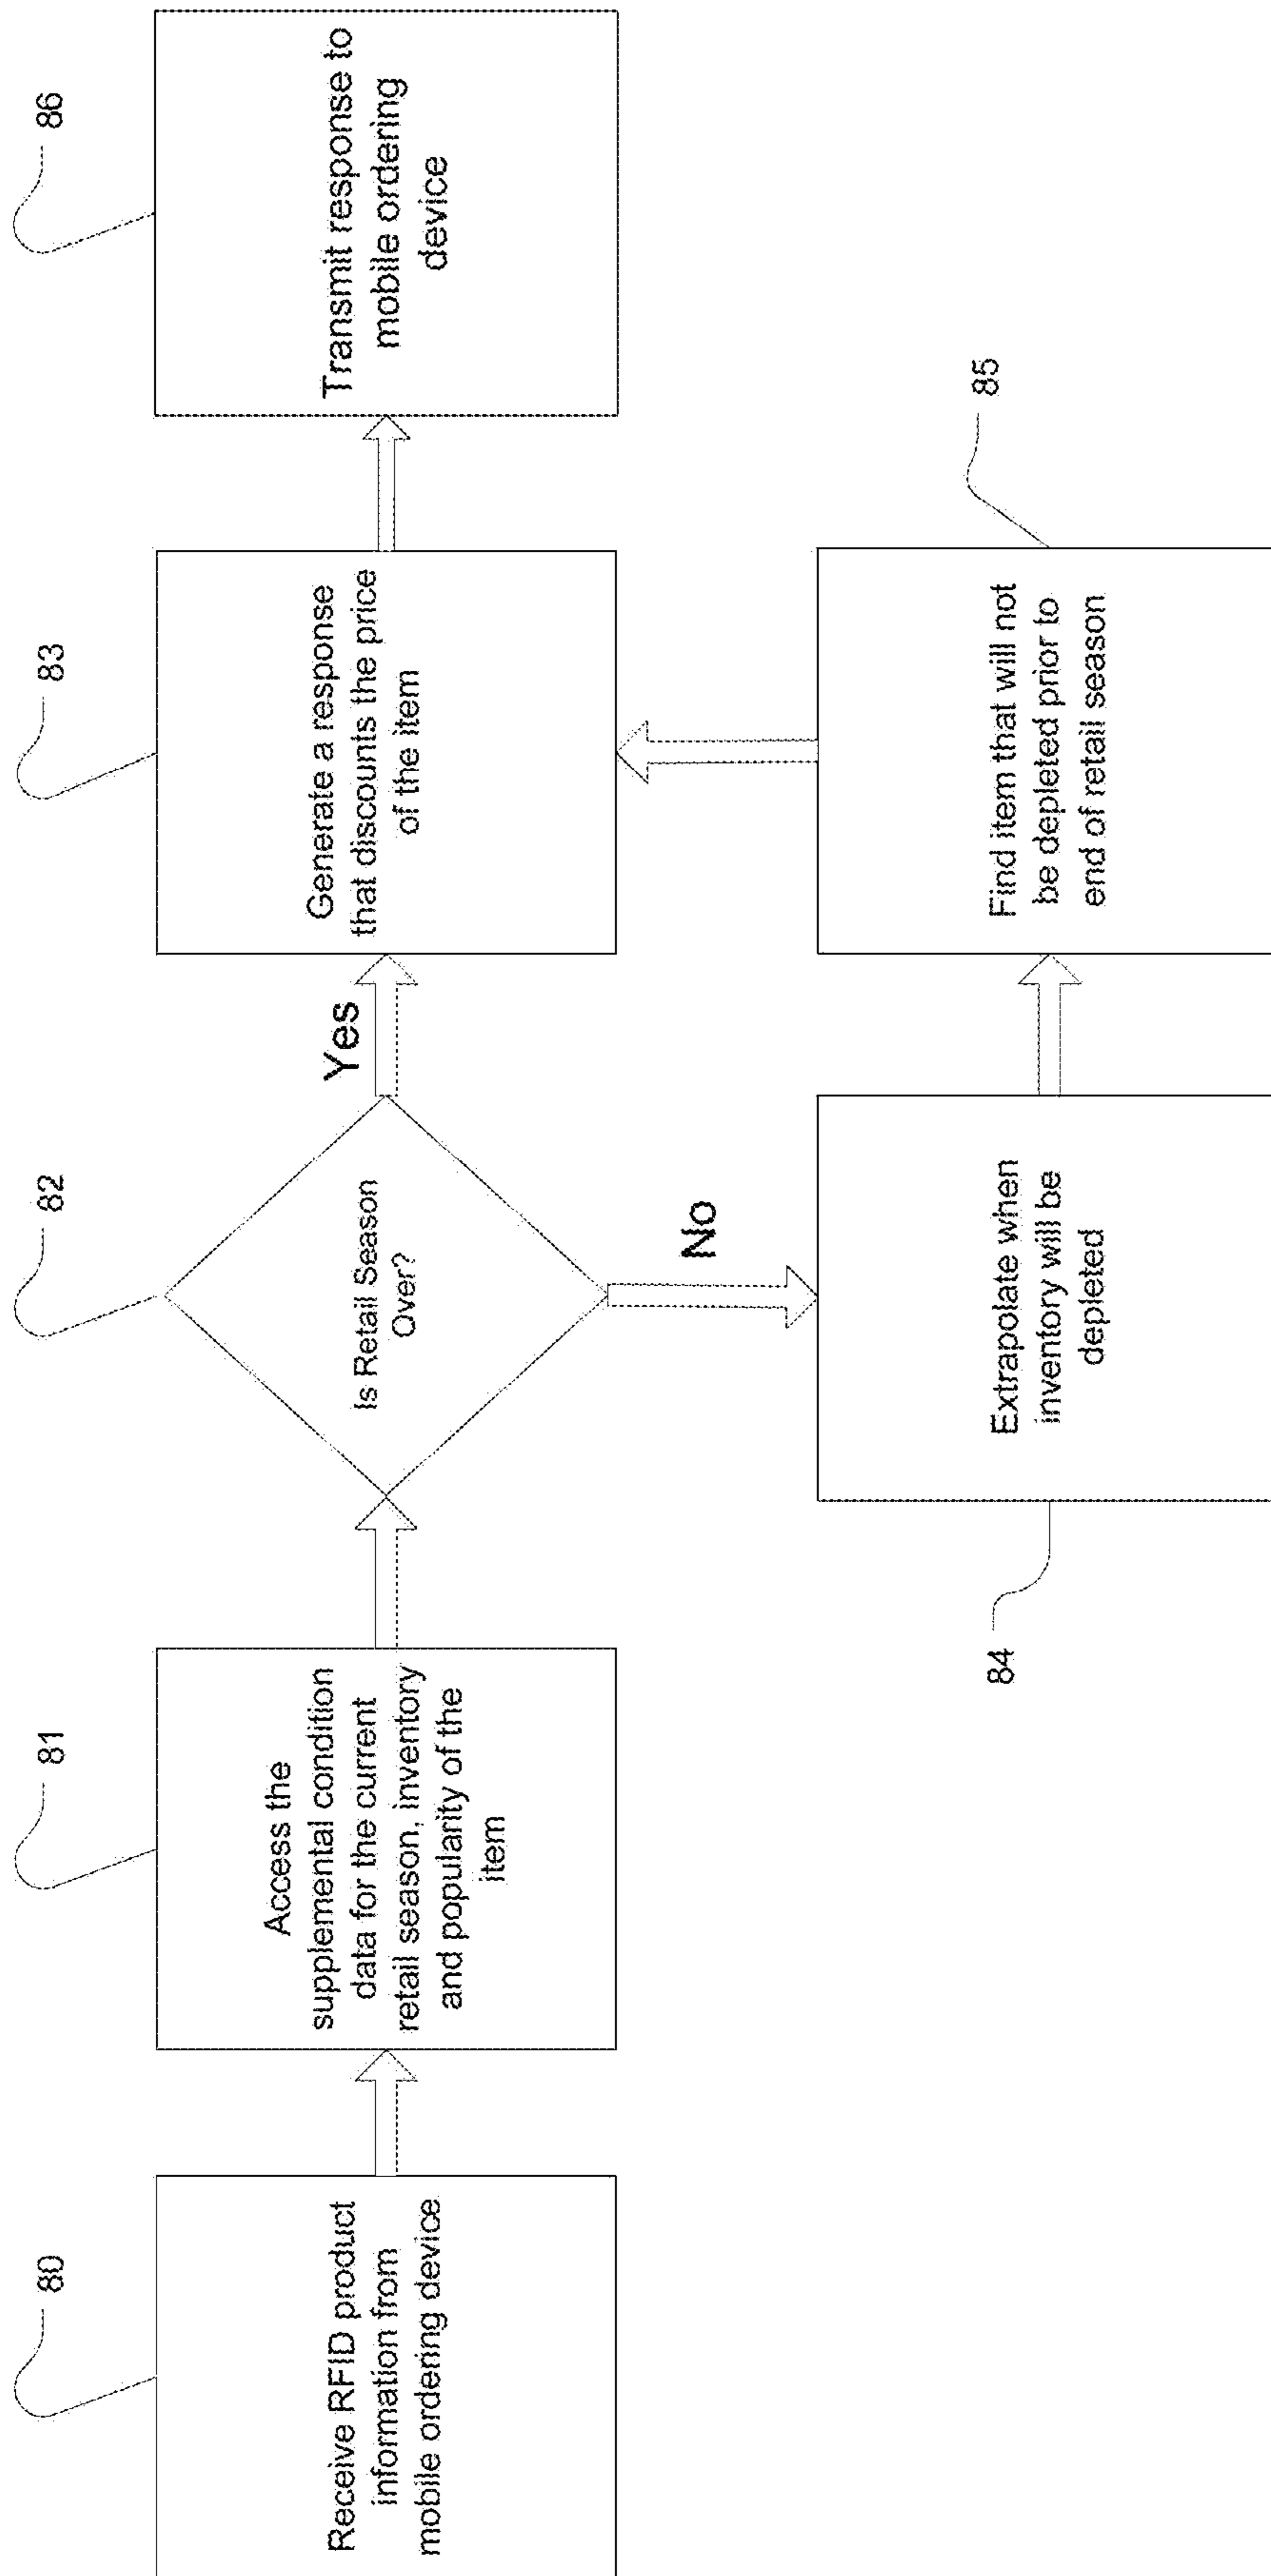 80
Receive RFID product
information from
mobile ordering device
81
Access the
supplemental condition
data for the current
retail season, inventory
and popularity of the
item
82
Is Retail Season
Over?
Yes
No
83
Generate a response
that discounts the price
of the item
86
Transmit response to
mobile ordering
device
84
Extrapolate when
inventory will be
depleted
85
Find item that will not
be depleted prior to
end of retail season